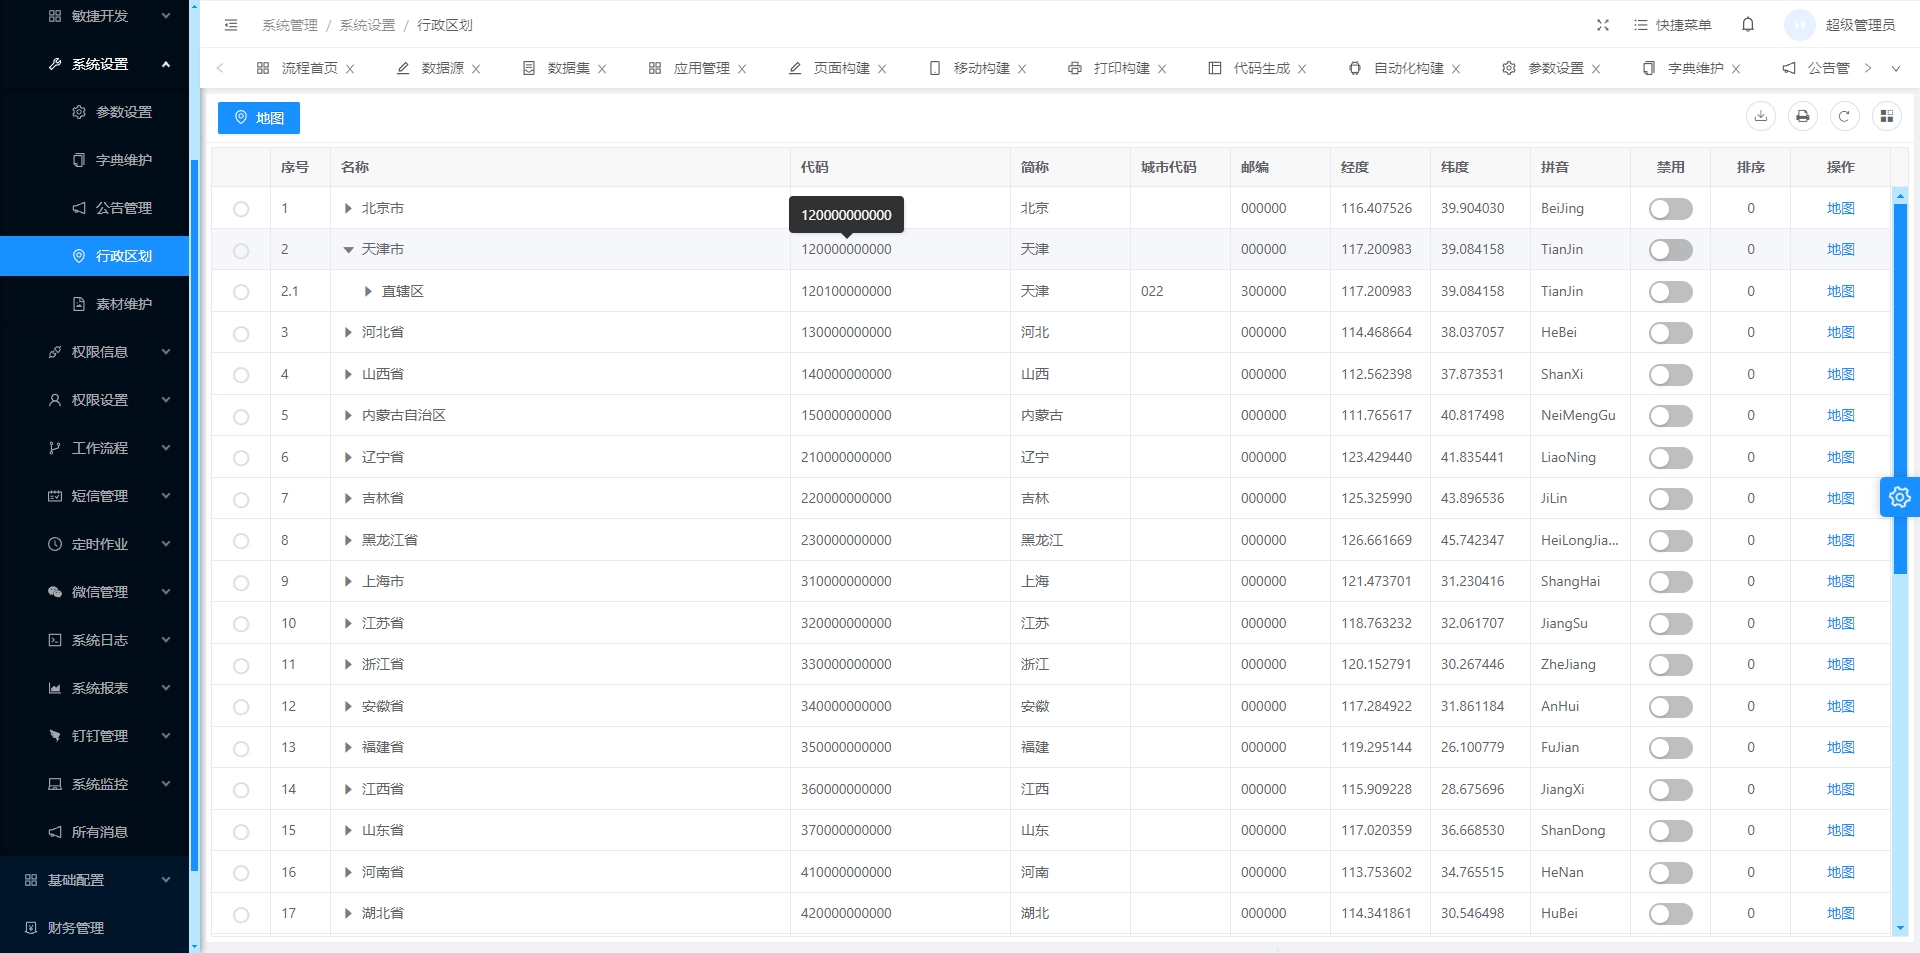 敏捷开发
系统设置
参数设置
字典维护
公告管理
行政区划
素材维护
权限信息
权限设置
工作流程
短信管理
定时作业
微信管理
系统日志
系统报表
钉钉管理
系统监控
所有消息
基础配置
财务管理
系统管理 / 系统设置 / 行政区划
快捷菜单 超级管理员
流程首页 数据源 数据集 应用管理 页面构建 移动构建 打印构建 代码生成 自动化构建 参数设置 字典维护 公告管
地图
序号 名称 代码 简称 城市代码 邮编 经度 纬度 拼音 禁用 排序 操作
120000000000
1 北京市 北京 000000 116.407526 39.904030 BeiJing 0 地图
2 天津市 120000000000 天津 000000 117.200983 39.084158 TianJin 0 地图
2.1 直辖区 120100000000 天津 022 300000 117.200983 39.084158 TianJin 0 地图
3 河北省 130000000000 河北 000000 114.468664 38.037057 HeBei 0 地图
4 山西省 140000000000 山西 000000 112.562398 37.873531 ShanXi 0 地图
5 内蒙古自治区 150000000000 内蒙古 000000 111.765617 40.817498 NeiMengGu 0 地图
6 辽宁省 210000000000 辽宁 000000 123.429440 41.835441 LiaoNing 0 地图
7 吉林省 220000000000 吉林 000000 125.325990 43.896536 JiLin 0 地图
8 黑龙江省 230000000000 黑龙江 000000 126.661669 45.742347 HeiLongJia... 0 地图
9 上海市 310000000000 上海 000000 121.473701 31.230416 ShangHai 0 地图
10 江苏省 320000000000 江苏 000000 118.763232 32.061707 JiangSu 0 地图
11 浙江省 330000000000 浙江 000000 120.152791 30.267446 ZheJiang 0 地图
12 安徽省 340000000000 安徽 000000 117.284922 31.861184 AnHui 0 地图
13 福建省 350000000000 福建 000000 119.295144 26.100779 FuJian 0 地图
14 江西省 360000000000 江西 000000 115.909228 28.675696 JiangXi 0 地图
15 山东省 370000000000 山东 000000 117.020359 36.668530 ShanDong 0 地图
16 河南省 410000000000 河南 000000 113.753602 34.765515 HeNan 0 地图
17 湖北省 420000000000 湖北 000000 114.341861 30.546498 HuBei 0 地图